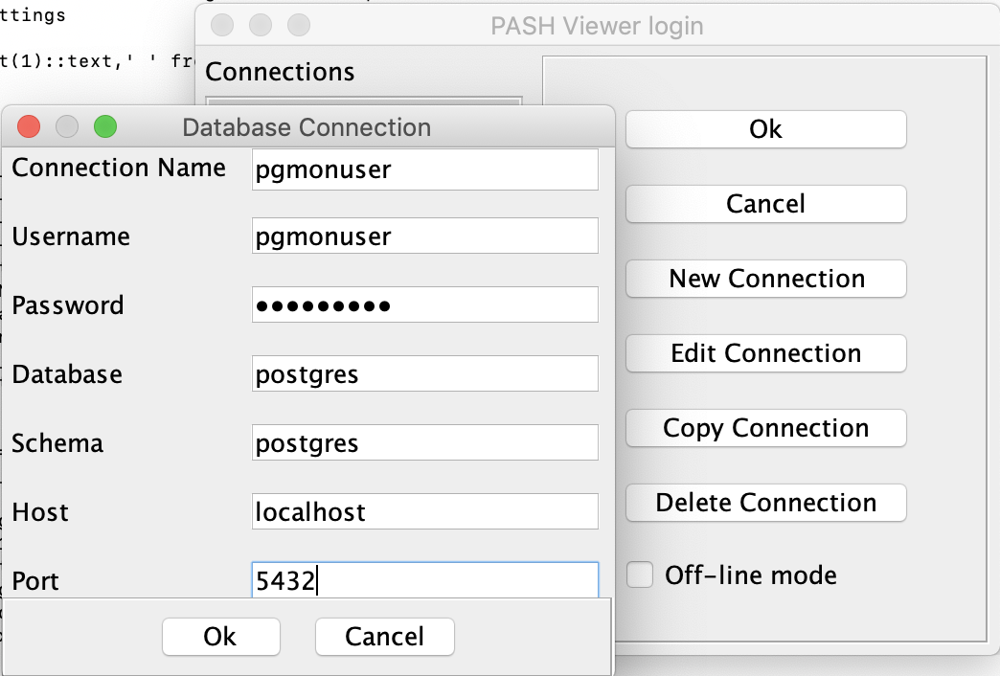 ttings
t(1)::text,' ' fr
PASH Viewer login
Connections
Database Connection
Connection Name pgmonuser
Username pgmonuser
Password ●●●●●●●●●
Database postgres
Schema postgres
Host localhost
Port 5432
Ok Cancel
Ok
Cancel
New Connection
Edit Connection
Copy Connection
Delete Connection
Off-line mode